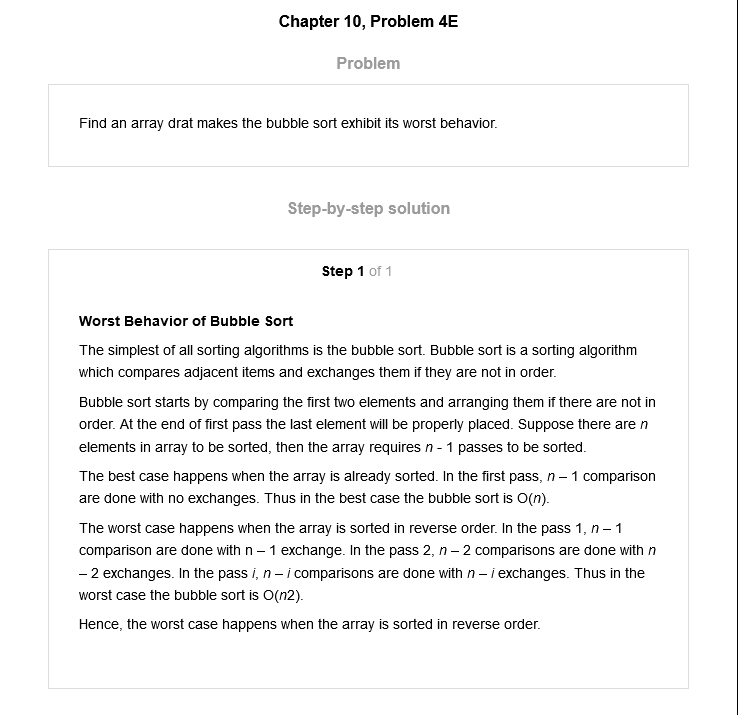 Chapter 10, Problem 4E
Problem
Find an array drat makes the bubble sort exhibit its worst behavior.
Step-by-step solution
Step 1 of 1
Worst Behavior of Bubble Sort
The simplest of all sorting algorithms is the bubble sort. Bubble sort is a sorting algorithm
which compares adjacent items and exchanges them if they are not in order.
Bubble sort starts by comparing the first two elements and arranging them if there are not in
order. At the end of first pass the last element will be properly placed. Suppose there are n
elements in array to be sorted, then the array requires n - 1 passes to be sorted.
The best case happens when the array is already sorted. In the first pass, n – 1 comparison
are done with no exchanges. Thus in the best case the bubble sort is O(n).
The worst case happens when the array is sorted in reverse order. In the pass 1, n – 1
comparison are done with n – 1 exchange. In the pass 2, n – 2 comparisons are done with n
– 2 exchanges. In the pass i, n – i comparisons are done with n – i exchanges. Thus in the
worst case the bubble sort is O(n2).
Hence, the worst case happens when the array is sorted in reverse order.